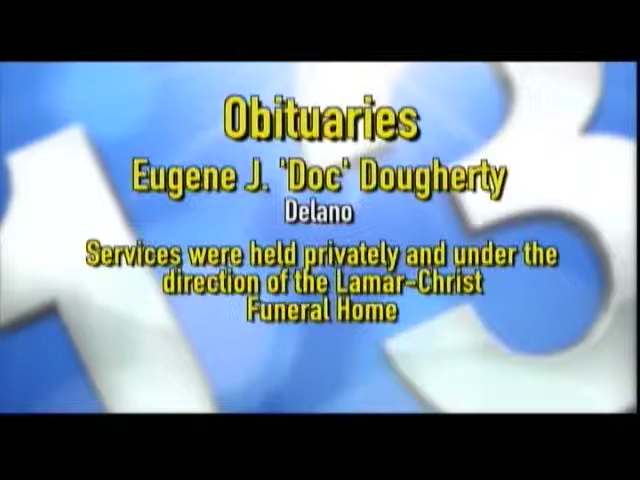 Obituaries
Eugene J. 'Doc' Dougherty
Delano
Services were held privately and under the
direction of the Lamar-Christ
Funeral Home
13